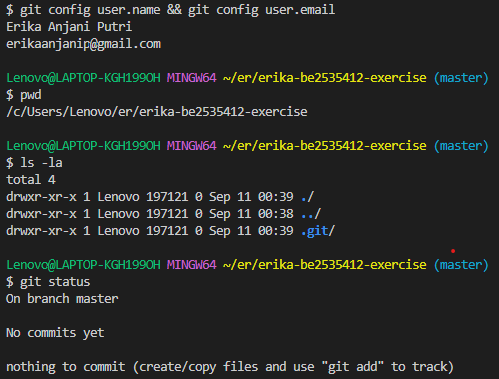 $ git config user.name && git config user.email
Erika Anjani Putri
erikaanjanip@gmail.com
Lenovo@LAPTOP-KGH199OH MINGW64 ~/er/erika-be2535412-exercise (master)
$ pwd
/c/Users/Lenovo/er/erika-be2535412-exercise
Lenovo@LAPTOP-KGH199OH MINGW64 ~/er/erika-be2535412-exercise (master)
$ ls -la
total 4
drwxr-xr-x 1 Lenovo 197121 0 Sep 11 00:39 ./
drwxr-xr-x 1 Lenovo 197121 0 Sep 11 00:38 ../
drwxr-xr-x 1 Lenovo 197121 0 Sep 11 00:39 .git/
Lenovo@LAPTOP-KGH199OH MINGW64 ~/er/erika-be2535412-exercise (master)
$ git status
On branch master
No commits yet
nothing to commit (create/copy files and use "git add" to track)